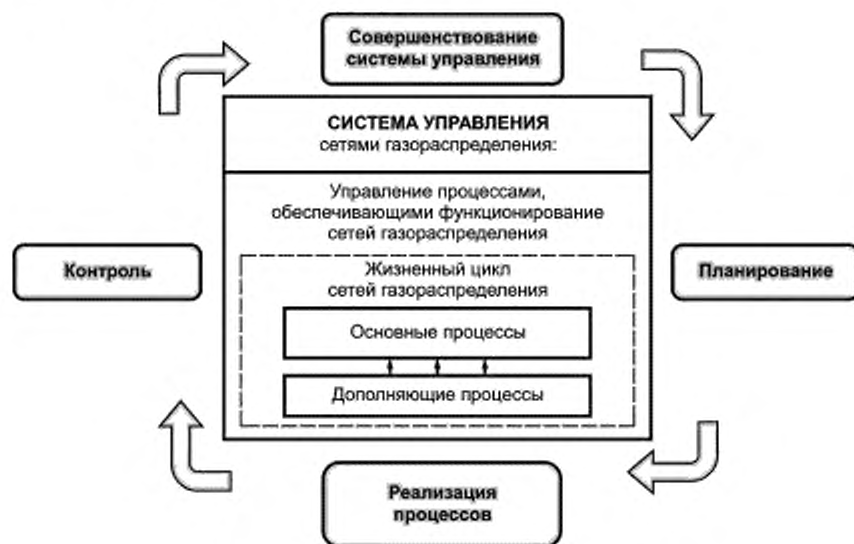 Совершенствование
системы управления
СИСТЕМА УПРАВЛЕНИЯ
сетями газораспределения:
Управление процессами,
обеспечивающими функционирование
сетей газораспределения
Контроль
Планирование
Жизненный цикл
сетей газораспределения
Основные процессы
Дополняющие процессы
Реализация
процессов